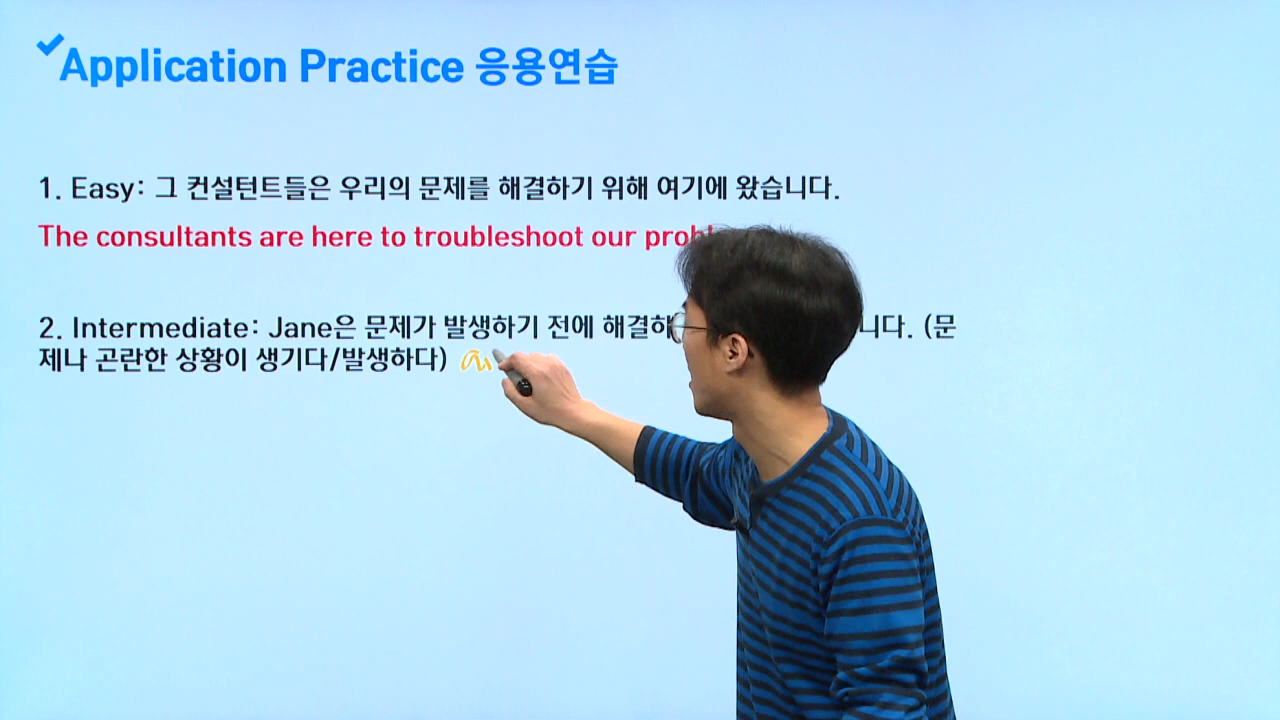 Application Practice 응용연습
1. Easy: 그 컨설턴트들은 우리의 문제를 해결하기 위해 여기에 왔습니다.
The consultants are here to troubleshoot our
2. Intermediate: Jane은 문제가 발생하기 전에 니다. (문
제나 곤란한 상황이 생기다/발생하다)